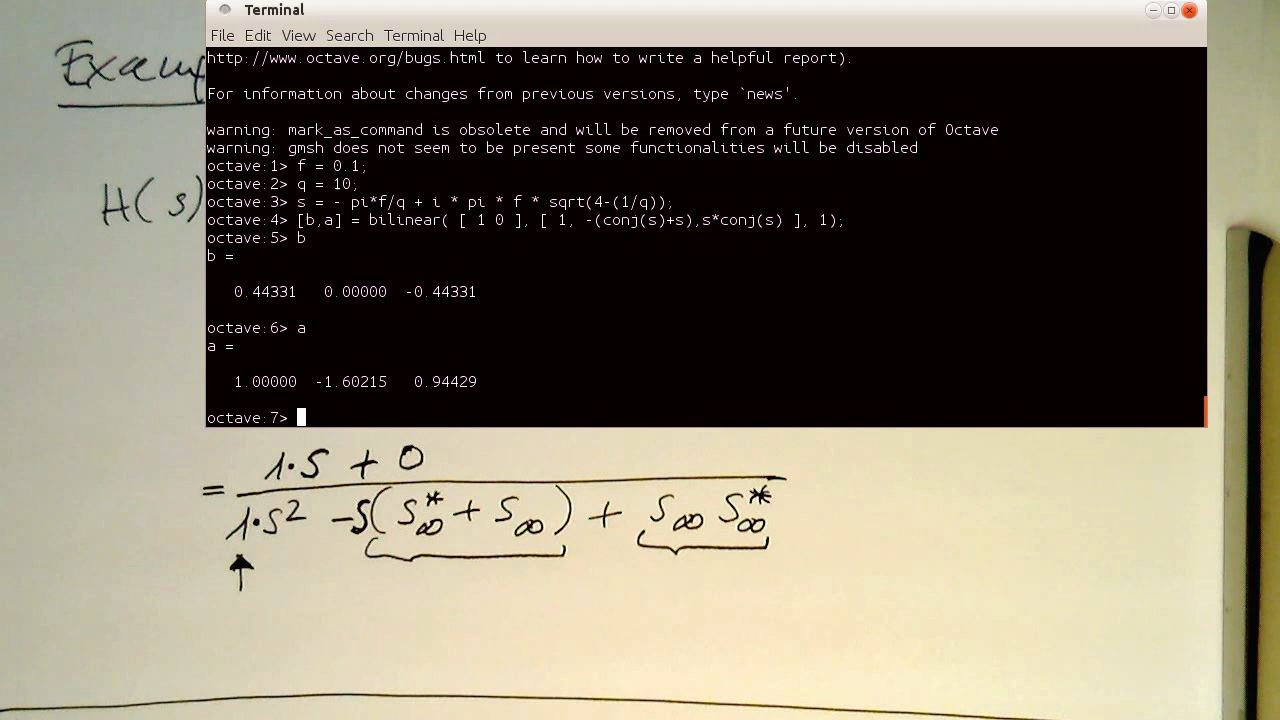 Terminal
File Edit View Search Terminal Help
http://www.octave.org/bugs.html to learn how to write a helpful report).
For information about changes from previous versions, type `news'.
warning: mark_as_command is obsolete and will be removed from a future version of Octave
warning: gmsh does not seem to be present some functionalities will be disabled
octave:1> f = 0.1;
octave:2> q = 10;
octave:3> s = - pi*f/q + i * pi * f * sqrt(4-(1/q));
octave:4> [b,a] = bilinear( [ 1 0 ], [ 1, -(conj(s)+s),s*conj(s) ], 1);
octave:5> b
b =
0.44331 0.00000 -0.44331
octave:6> a
a =
1.00000 -1.60215 0.94429
octave:7>
Exam
H(s)
1·s + 0
=
1·s² -s(s∞* + s∞) + s∞ s∞*